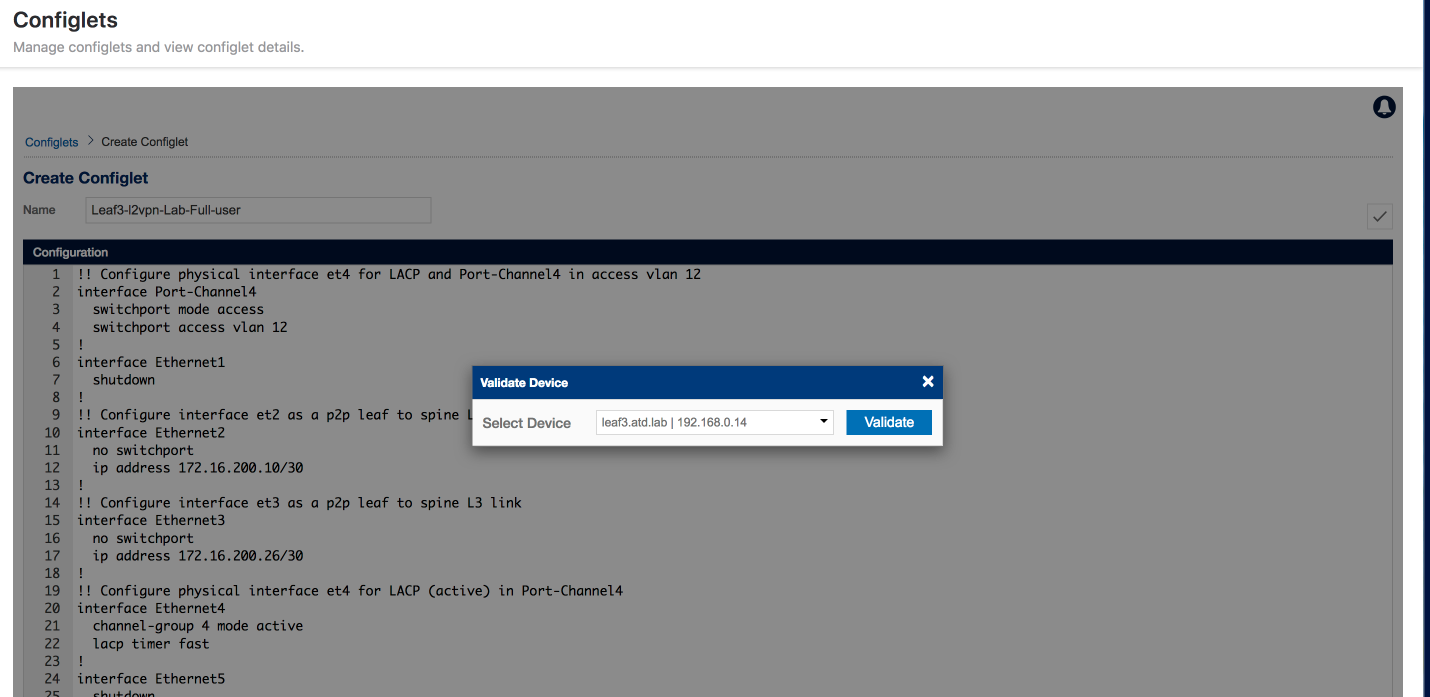 Configlets
Manage configlets and view configlet details.
Configlets > Create Configlet
Create Configlet
Name Leaf3-l2vpn-Lab-Full-user
Configuration
1 !! Configure physical interface et4 for LACP and Port-Channel4 in access vlan 12
2 interface Port-Channel4
3 switchport mode access
4 switchport access vlan 12
5 !
6 interface Ethernet1
7 shutdown
8 !
9 !! Configure interface et2 as a p2p leaf to spine L
10 interface Ethernet2
11 no switchport
12 ip address 172.16.200.10/30
13 !
14 !! Configure interface et3 as a p2p leaf to spine L3 link
15 interface Ethernet3
16 no switchport
17 ip address 172.16.200.26/30
18 !
19 !! Configure physical interface et4 for LACP (active) in Port-Channel4
20 interface Ethernet4
21 channel-group 4 mode active
22 lacp timer fast
23 !
24 interface Ethernet5
25 shutdown
Validate Device
Select Device leaf3.atd.lab | 192.168.0.14 Validate